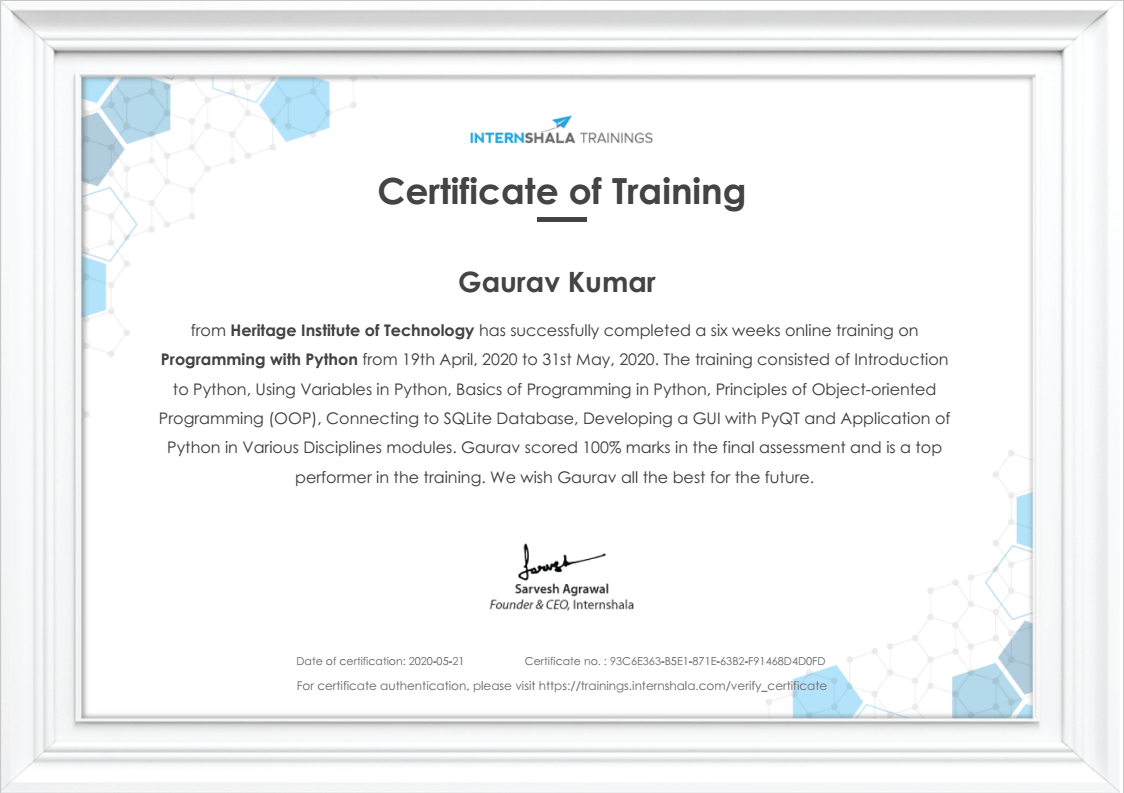 INTERNSHALA TRAININGS
Certificate of Training
Gaurav Kumar
from Heritage Institute of Technology has successfully completed a six weeks online training on
Programming with Python from 19th April, 2020 to 31st May, 2020. The training consisted of Introduction
to Python, Using Variables in Python, Basics of Programming in Python, Principles of Object-oriented
Programming (OOP), Connecting to SQLite Database, Developing a GUI with PyQT and Application of
Python in Various Disciplines modules. Gaurav scored 100% marks in the final assessment and is a top
performer in the training. We wish Gaurav all the best for the future.
Sarvesh
Sarvesh Agrawal
Founder & CEO, Internshala
Date of certification: 2020-05-21 Certificate no. : 93C6E363-B5E1-871E-63B2-F91468D4D0FD
For certificate authentication, please visit https://trainings.internshala.com/verify_certificate